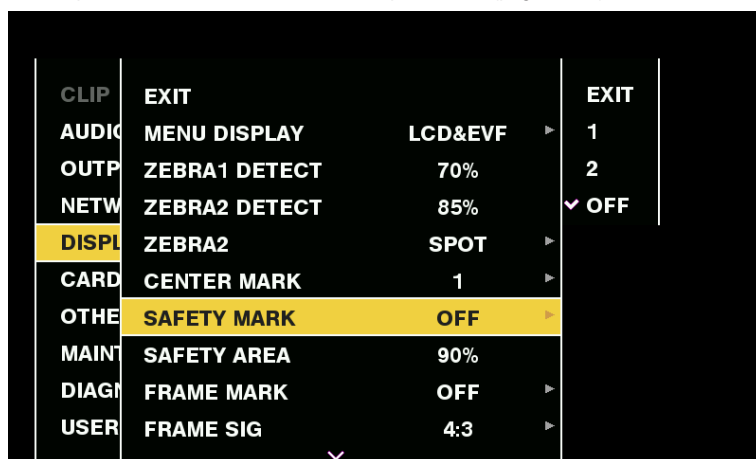 CLIP
AUDIO
OUTP
NETW
DISPL
CARD
OTHE
MAINT
DIAGN
USER
EXIT
MENU DISPLAY LCD&EVF
ZEBRA1 DETECT 70%
ZEBRA2 DETECT 85%
ZEBRA2 SPOT
CENTER MARK 1
SAFETY MARK OFF
SAFETY AREA 90%
FRAME MARK OFF
FRAME SIG 4:3
EXIT
1
2
OFF